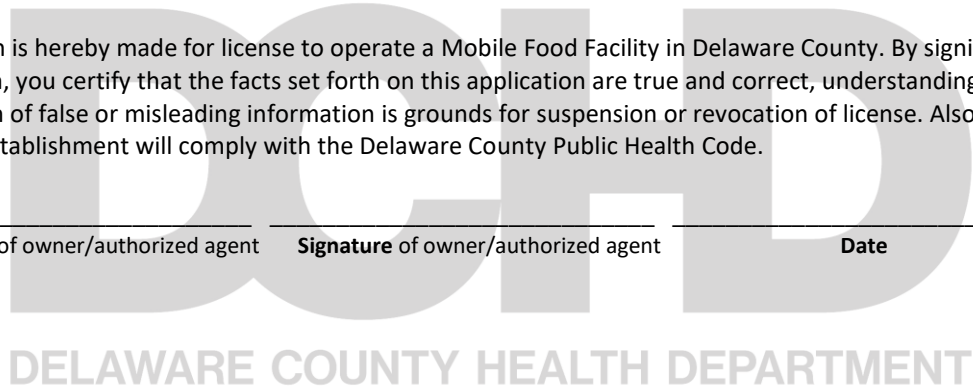 is hereby made for license to operate a Mobile Food Facility in Delaware County. By signi
, you certify that the facts set forth on this application are true and correct, understanding
of false or misleading information is grounds for suspension or revocation of license. Also
tablishment will comply with the Delaware County Public Health Code.
of owner/authorized agent Signature of owner/authorized agent Date
DCHD
DELAWARE COUNTY HEALTH DEPARTMENT